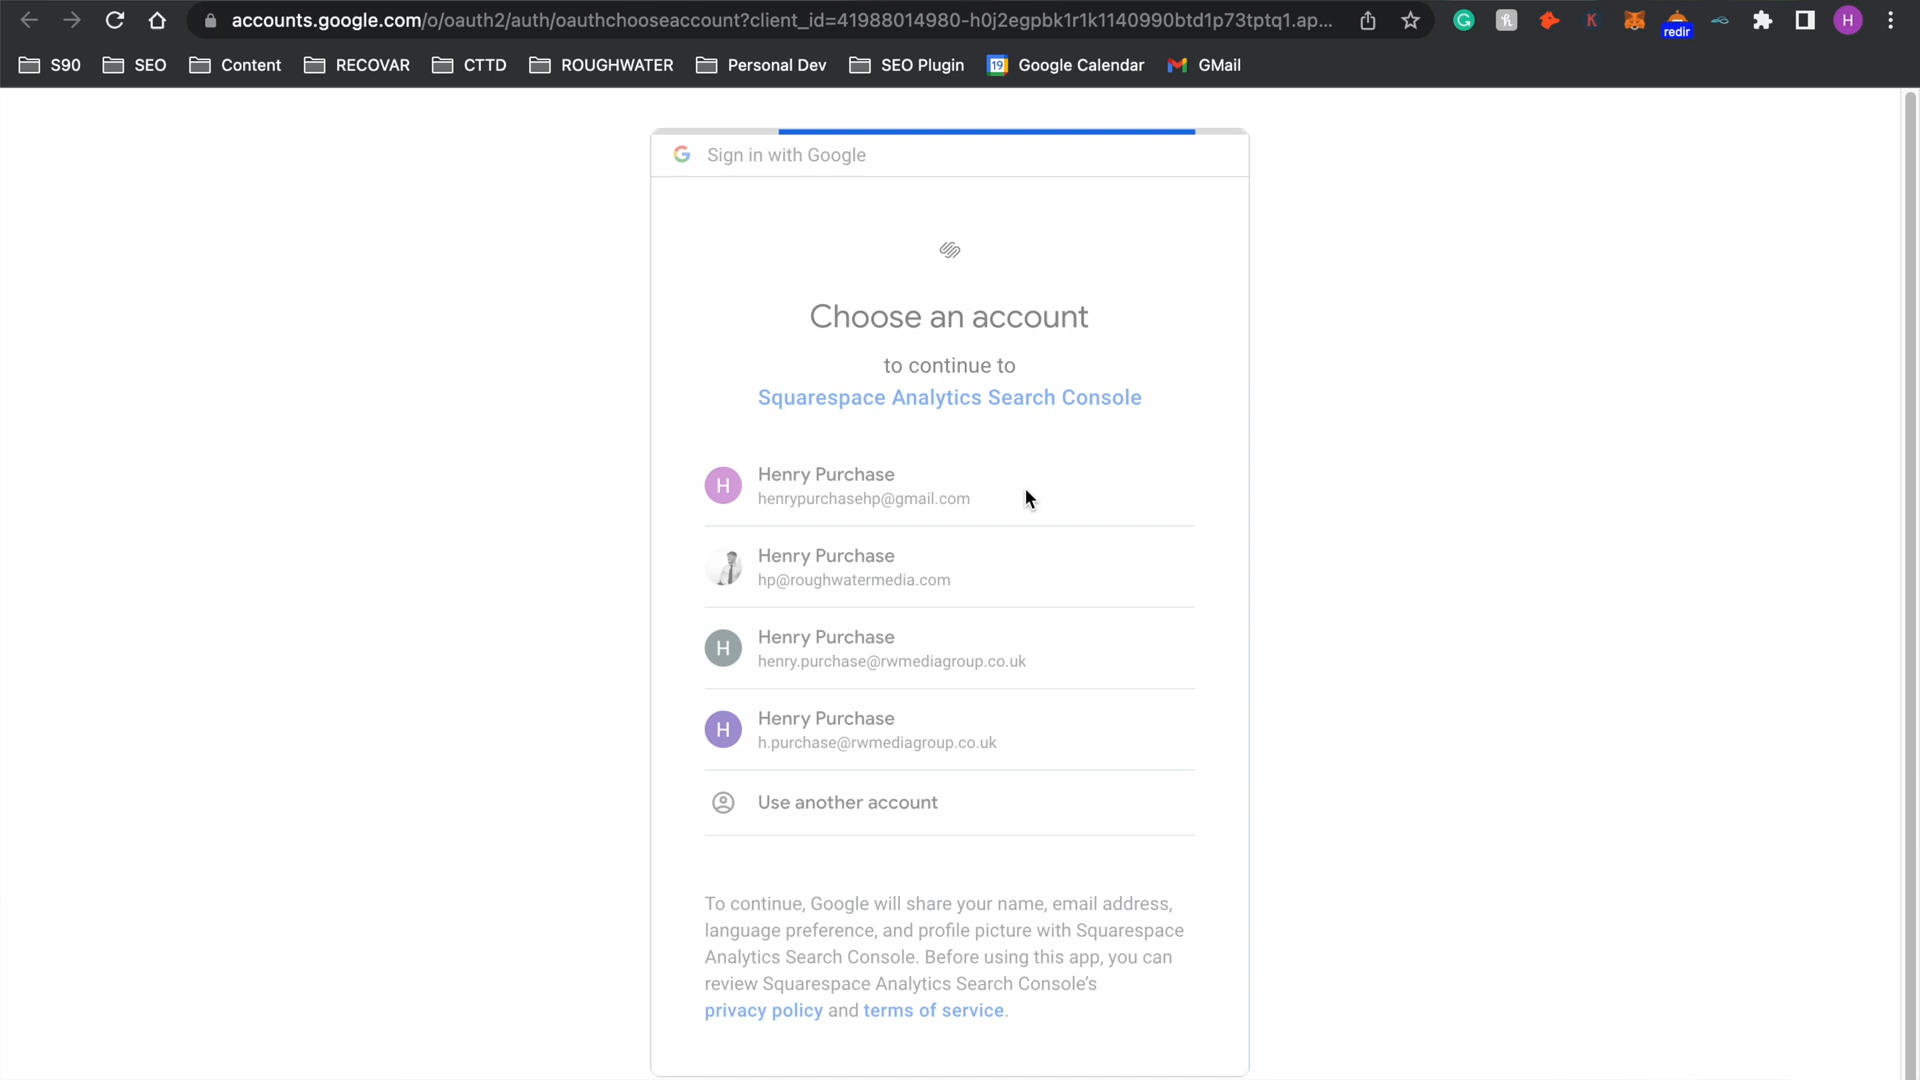 accounts.google.com/o/oauth2/auth/oauthchooseaccount?client_id=41988014980-h0j2egpbk1r1k1140990btd1p73tptq1.ap...
redir
H
S90
SEO
Content
RECOVAR
CTTD
ROUGHWATER
Personal Dev
SEO Plugin
19
Google Calendar
GMail
Sign in with Google
Choose an account
to continue to
Squarespace Analytics Search Console
H
Henry Purchase
henrypurchasehp@gmail.com
Henry Purchase
hp@roughwatermedia.com
H
Henry Purchase
henry.purchase@rwmediagroup.co.uk
H
Henry Purchase
h.purchase@rwmediagroup.co.uk
Use another account
To continue, Google will share your name, email address,
language preference, and profile picture with Squarespace
Analytics Search Console. Before using this app, you can
review Squarespace Analytics Search Console's
privacy policy and terms of service.